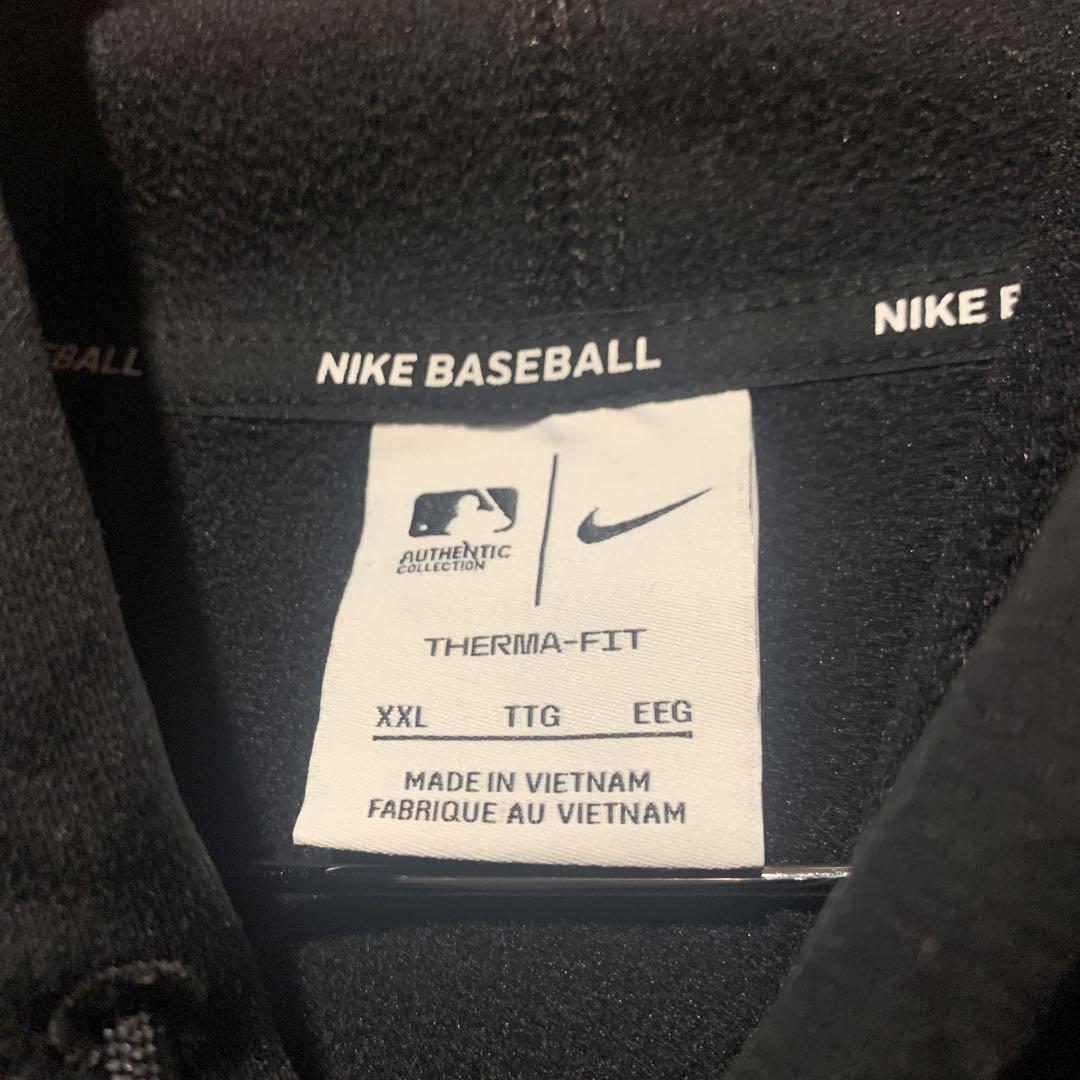 BALL NIKE BASEBALL NIKE
AUTHENTIC
COLLECTION
THERMA-FIT
XXL TTG EEG
MADE IN VIETNAM
FABRIQUE AU VIETNAM